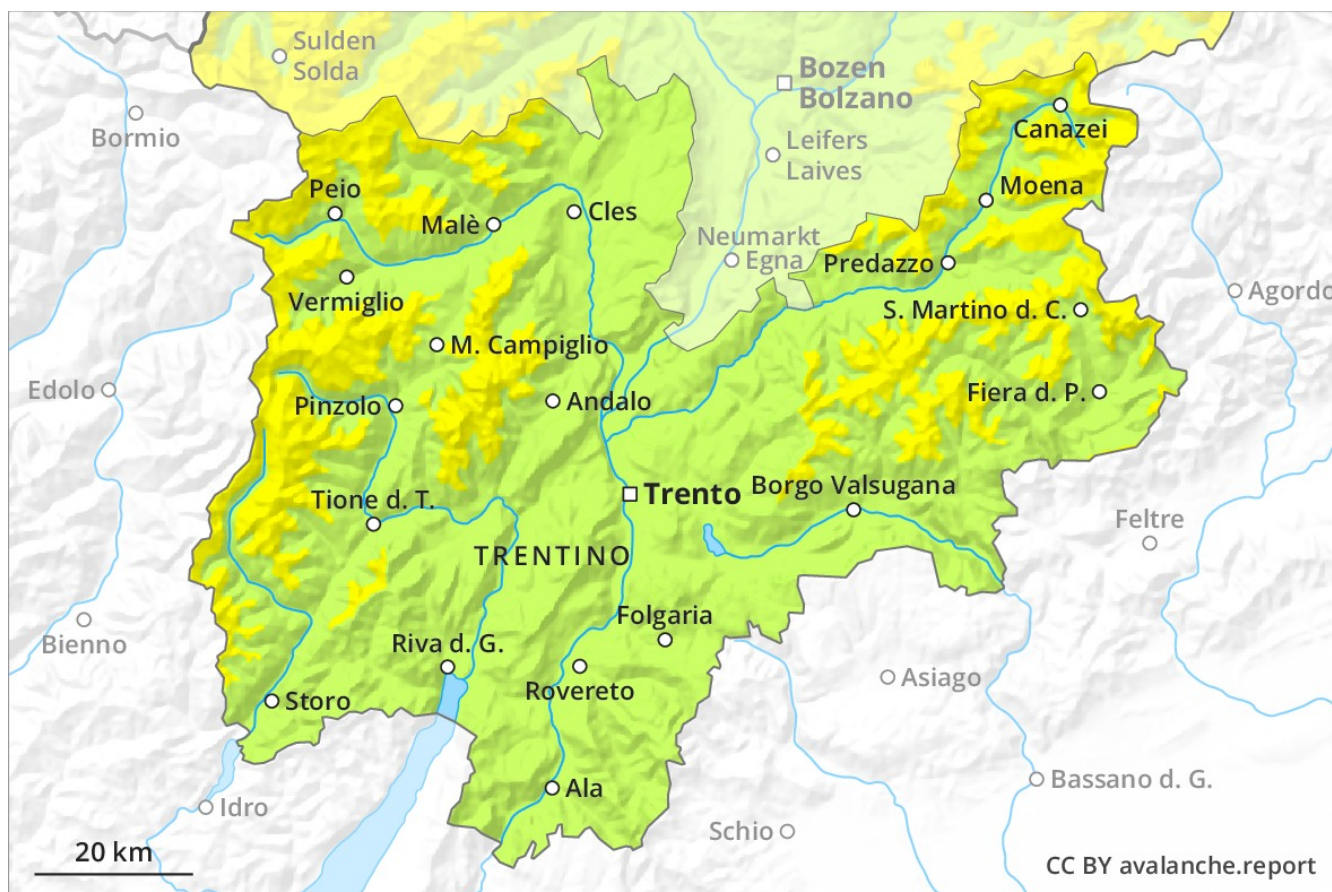 Sulden
Solda
Bozen
Bolzano
Bormio
Canazei
Leifers
Laives
Peio
Moena
Malè
Cles
Neumarkt
Egna
Predazzo
Vermiglio
Agordo
S. Martino d. C.
M. Campiglio
Edolo
Fiera d. P.
Pinzolo
Andalo
Trento
Borgo Valsugana
Tione d. T.
Feltre
TRENTINO
Folgaria
Bienno
Riva d. G.
Asiago
Rovereto
Storo
Bassano d. G.
Ala
Idro
Schio
20 km
CC BY avalanche.report